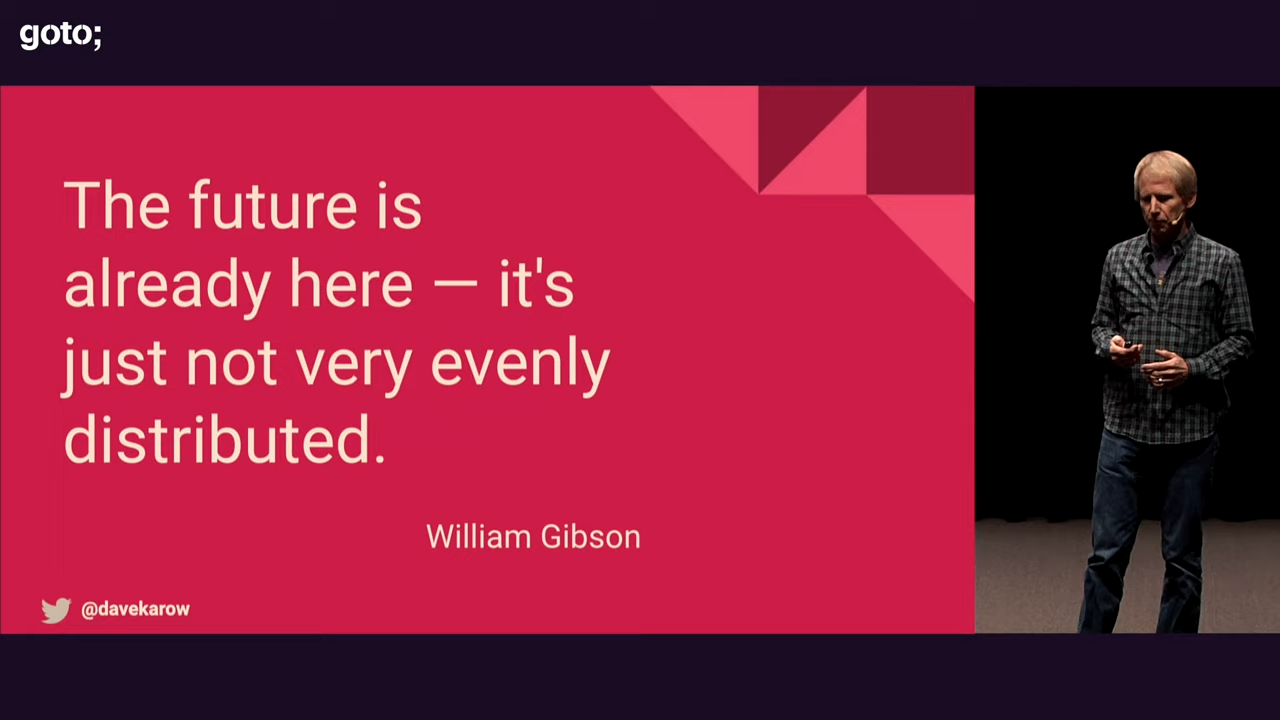 goto;
The future is
already here — it's
just not very evenly
distributed.
William Gibson
@davekarow